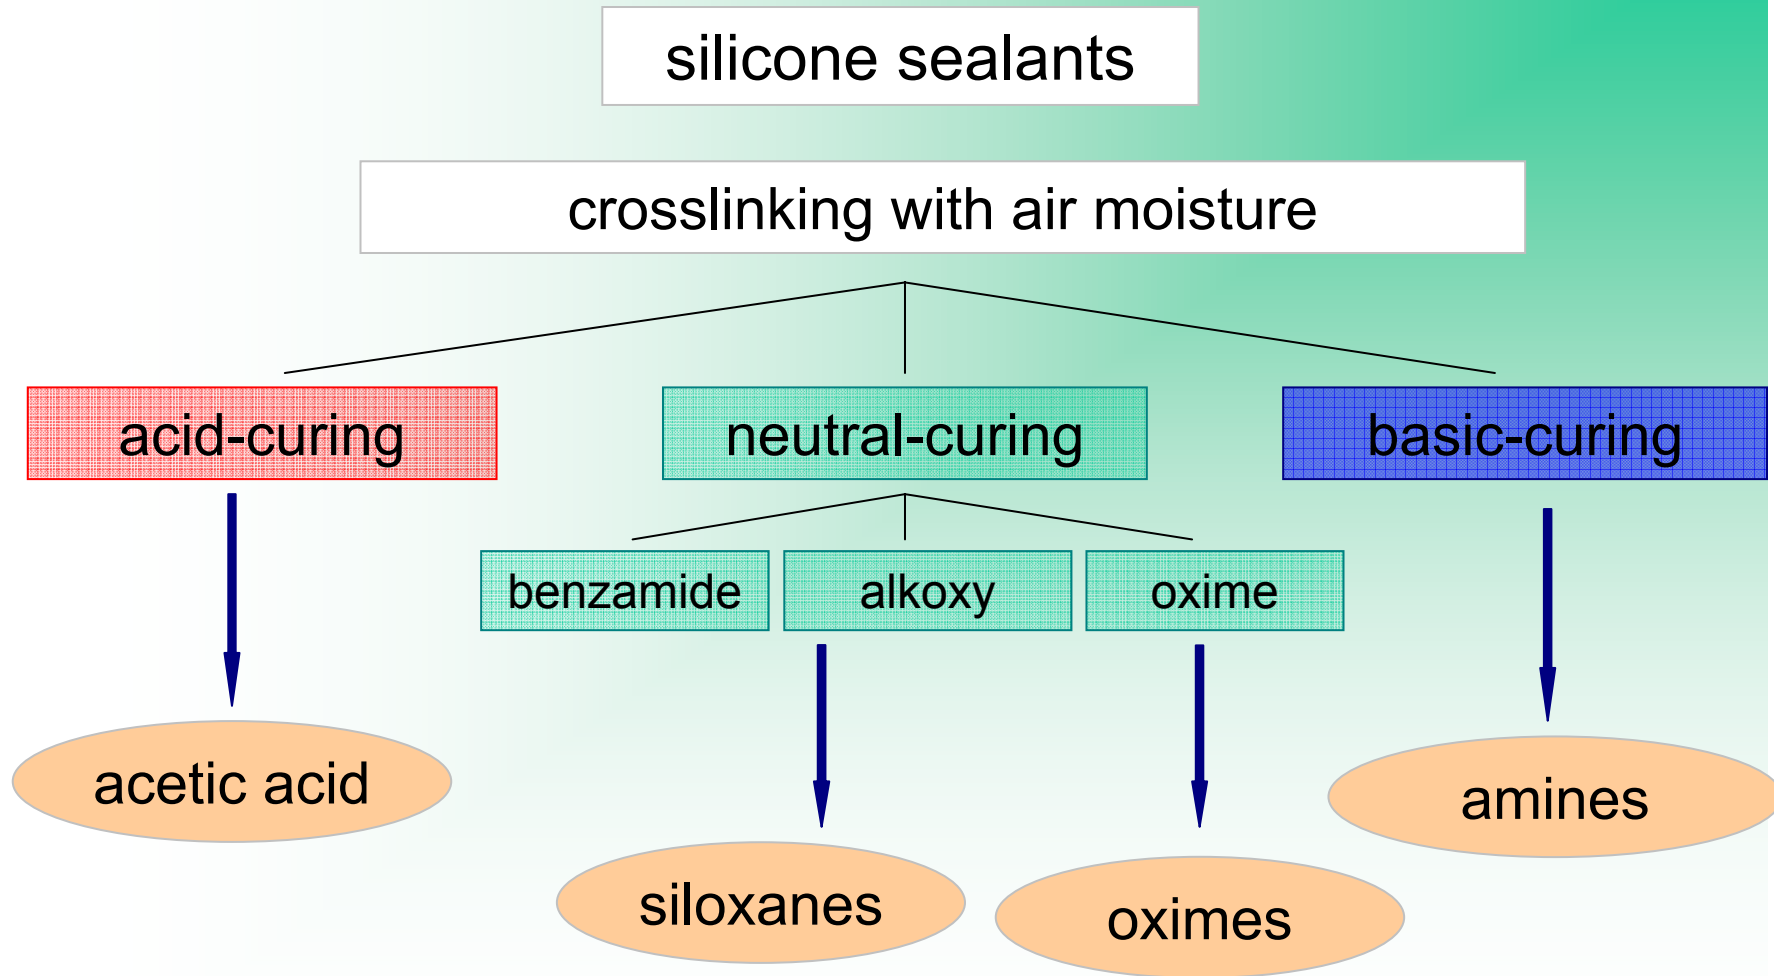 silicone sealants
crosslinking with air moisture
acid-curing
neutral-curing
basic-curing
benzamide
alkoxy
oxime
acetic acid
amines
siloxanes
oximes